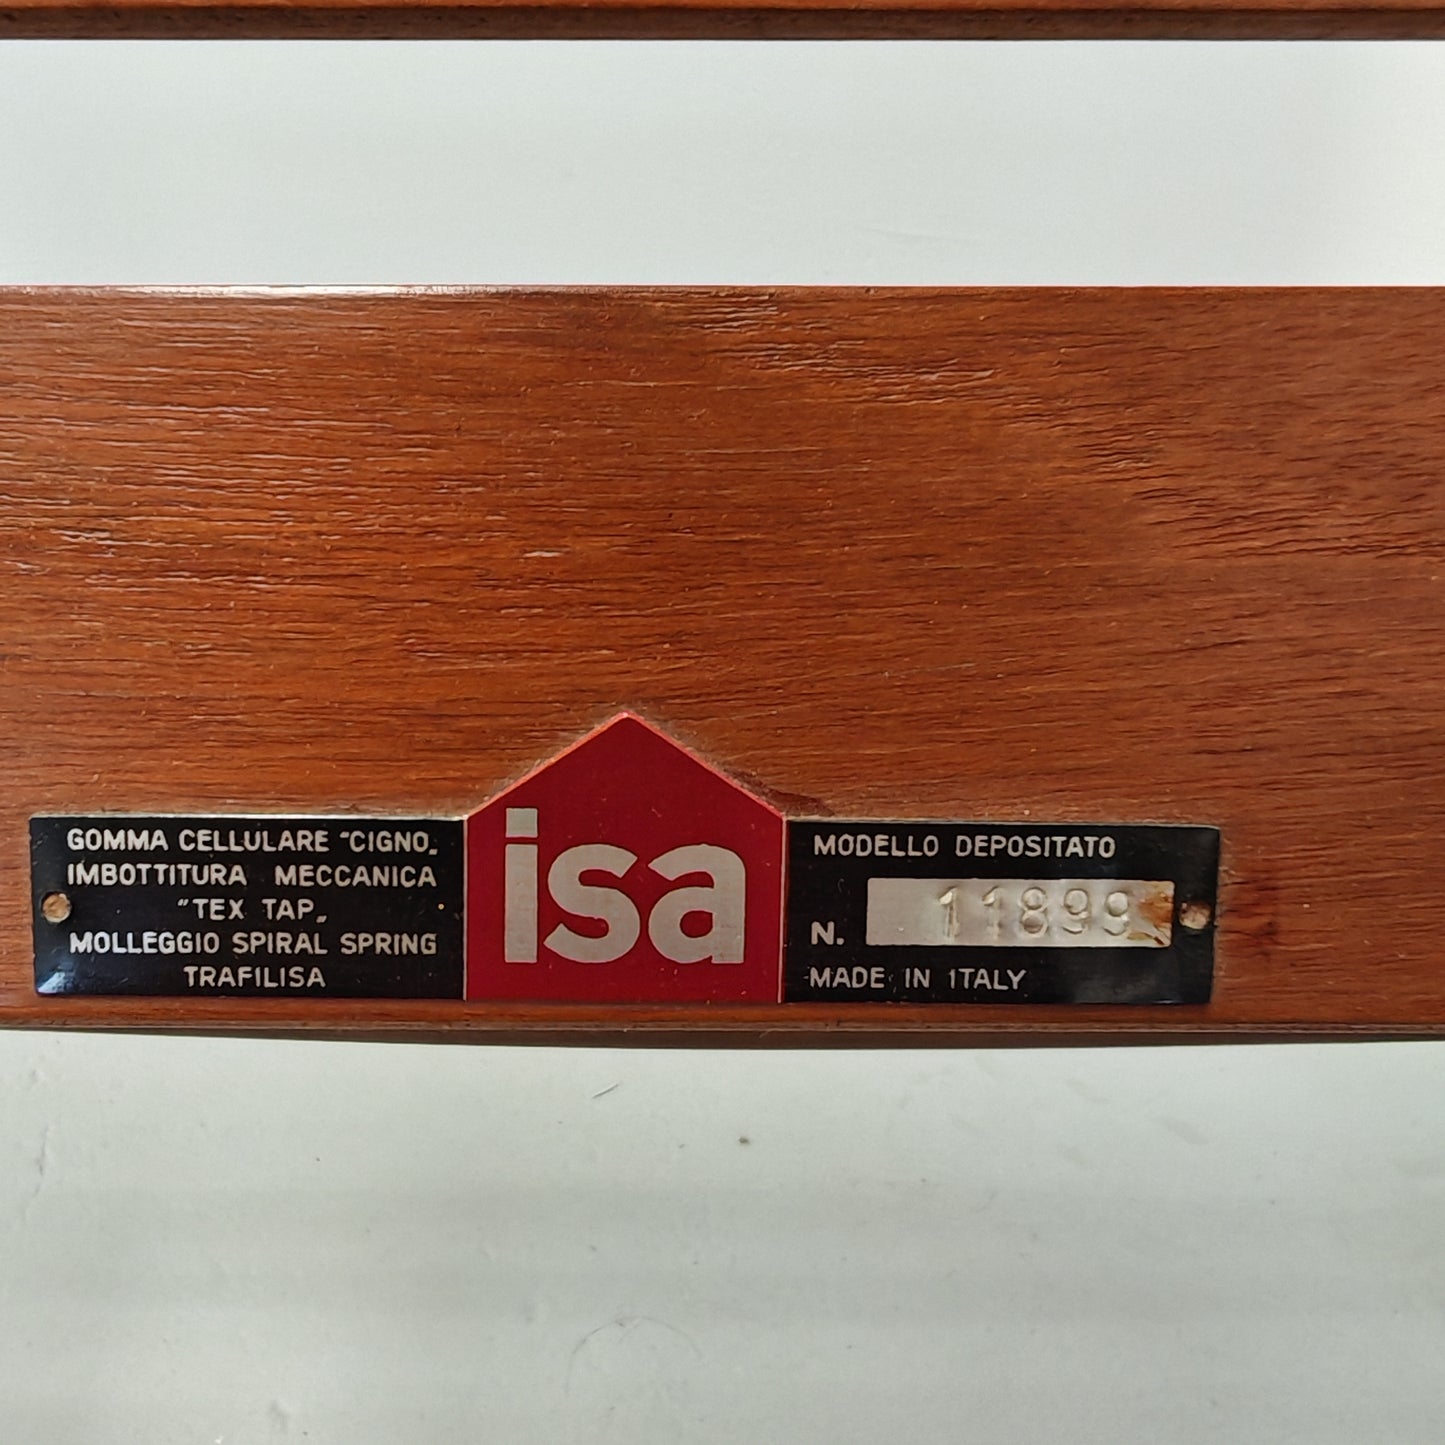 GOMMA CELLULARE "CIGNO„
IMBOTTITURA MECCANICA
"TEX TAP„
MOLLEGGIO SPIRAL SPRING
TRAFILISA
isa
MODELLO DEPOSITATO
N. 11899
MADE IN ITALY